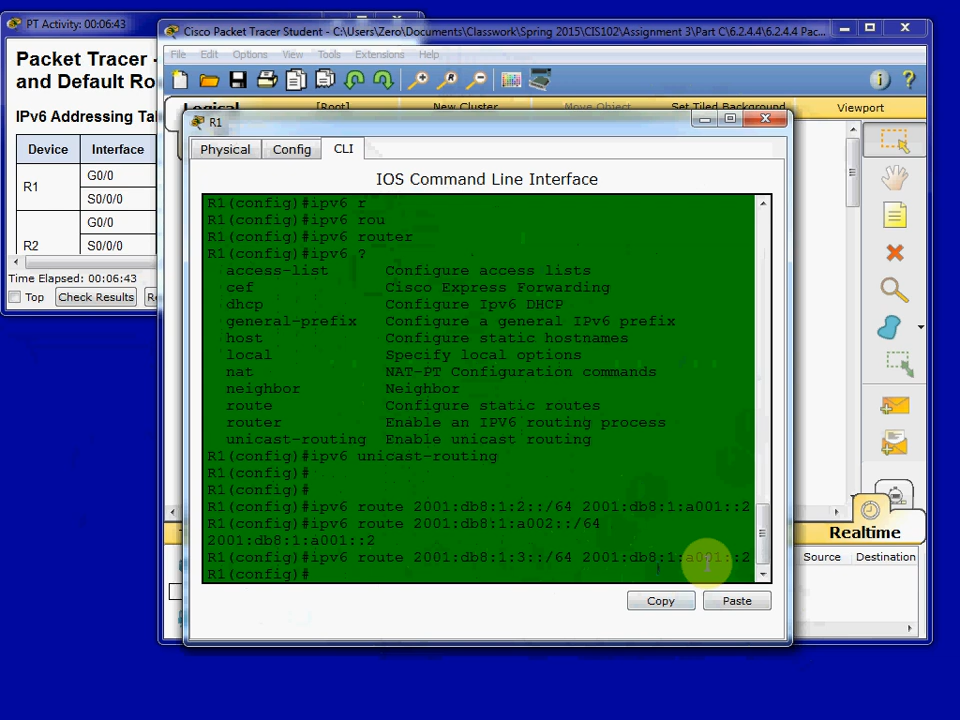 PT Activity: 00:06:43
Packet Tracer -
and Default Ro
IPv6 Addressing Ta
Device Interface
R1 G0/0
S0/0/0
R2 G0/0
S0/0/0
Time Elapsed: 00:06:43
Top Check Results Re
Cisco Packet Tracer Student - C:\Users\Zero\Documents\Classwork\Spring 2015\CIS102\Assignment 3\Part C\6.2.4.4\6.2.4.4 Pac...
File Edit Options View Tools Extensions Help
Logical [Root] New Cluster Move Object Set Tiled Background Viewport
R1
Physical Config CLI
IOS Command Line Interface
R1(config)#ipv6 r
R1(config)#ipv6 rou
R1(config)#ipv6 router
R1(config)#ipv6 ?
access-list Configure access lists
cef Cisco Express Forwarding
dhcp Configure Ipv6 DHCP
general-prefix Configure a general IPv6 prefix
host Configure static hostnames
local Specify local options
nat NAT-PT Configuration commands
neighbor Neighbor
route Configure static routes
router Enable an IPV6 routing process
unicast-routing Enable unicast routing
R1(config)#ipv6 unicast-routing
R1(config)#
R1(config)#
R1(config)#ipv6 route 2001:db8:1:2::/64 2001:db8:1:a001::2
R1(config)#ipv6 route 2001:db8:1:a002::/64
2001:db8:1:a001::2
R1(config)#ipv6 route 2001:db8:1:3::/64 2001:db8:1:a001::2
R1(config)#
Copy Paste
Realtime
Source Destination